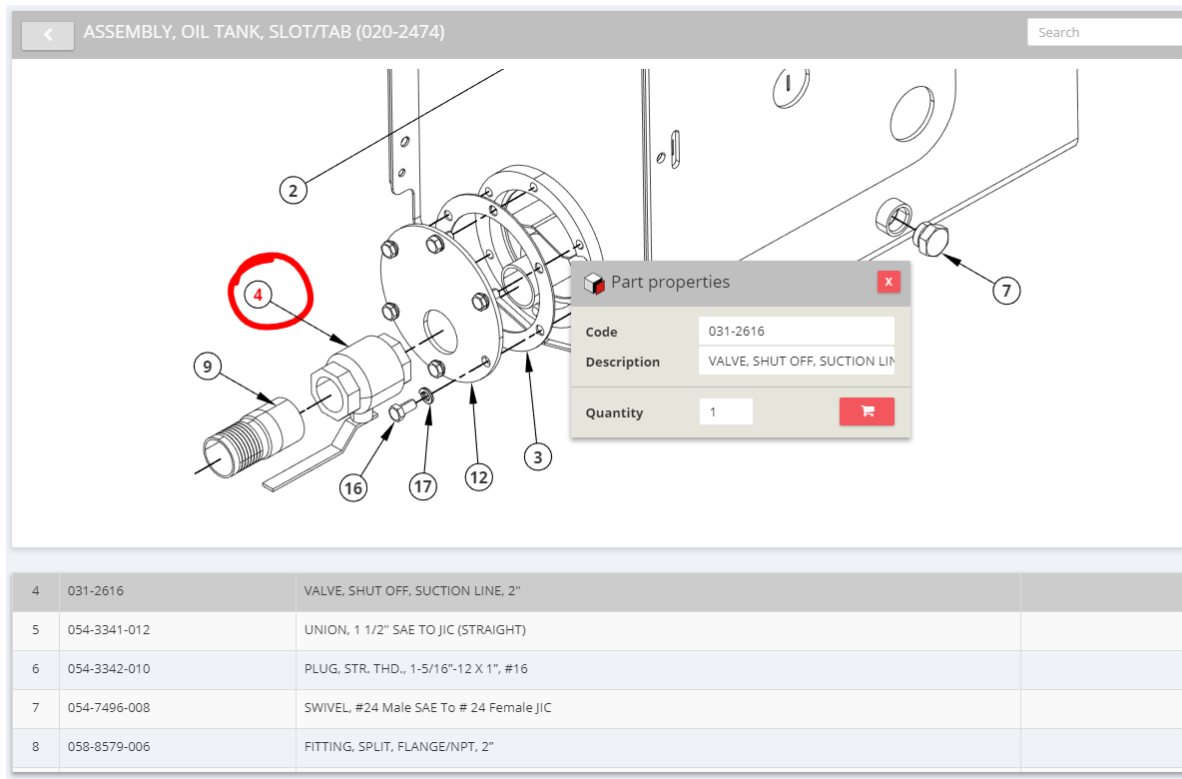 ASSEMBLY, OIL TANK, SLOT/TAB (020-2474)
Search
2
4
7
Part properties
X
Code 031-2616
Description VALVE, SHUT OFF, SUCTION LIN
Quantity 1
9
3
12
17
16
4 031-2616 VALVE, SHUT OFF, SUCTION LINE, 2"
5 054-3341-012 UNION, 1 1/2" SAE TO JIC (STRAIGHT)
6 054-3342-010 PLUG, STR. THD., 1-5/16"-12 X 1", #16
7 054-7496-008 SWIVEL, #24 Male SAE To # 24 Female JIC
8 058-8579-006 FITTING, SPLIT, FLANGE/NPT, 2"